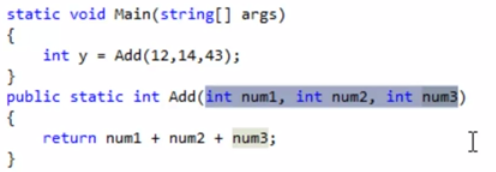 static void Main(string[] args)
{
    int y = Add(12,14,43);
}
public static int Add(int num1, int num2, int num3)
{
    return num1 + num2 + num3;
}